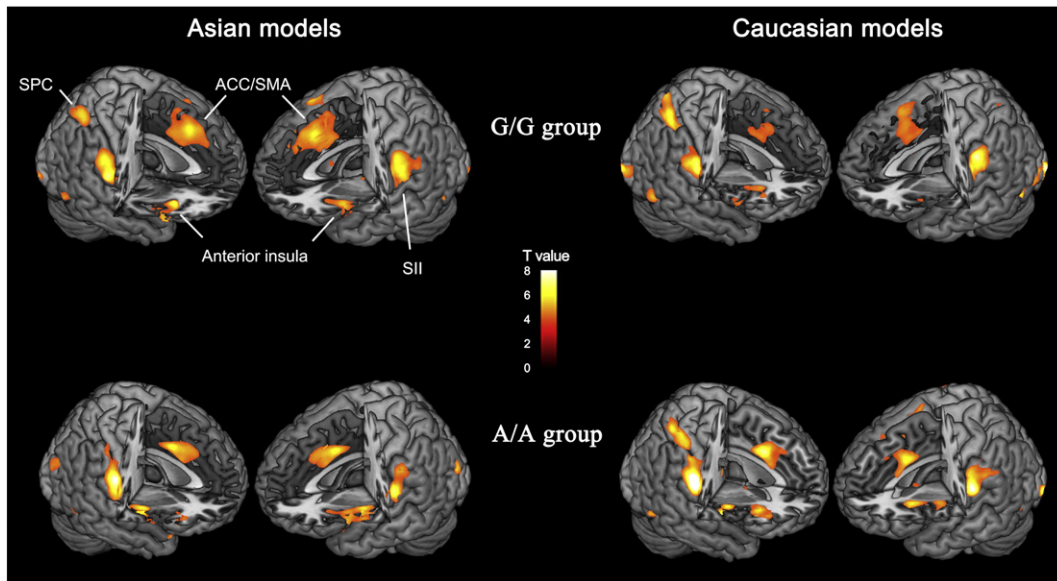 Asian models
Caucasian models
SPC
ACC/SMA
G/G group
Anterior insula
SII
T value
8
6
4
2
0
A/A group